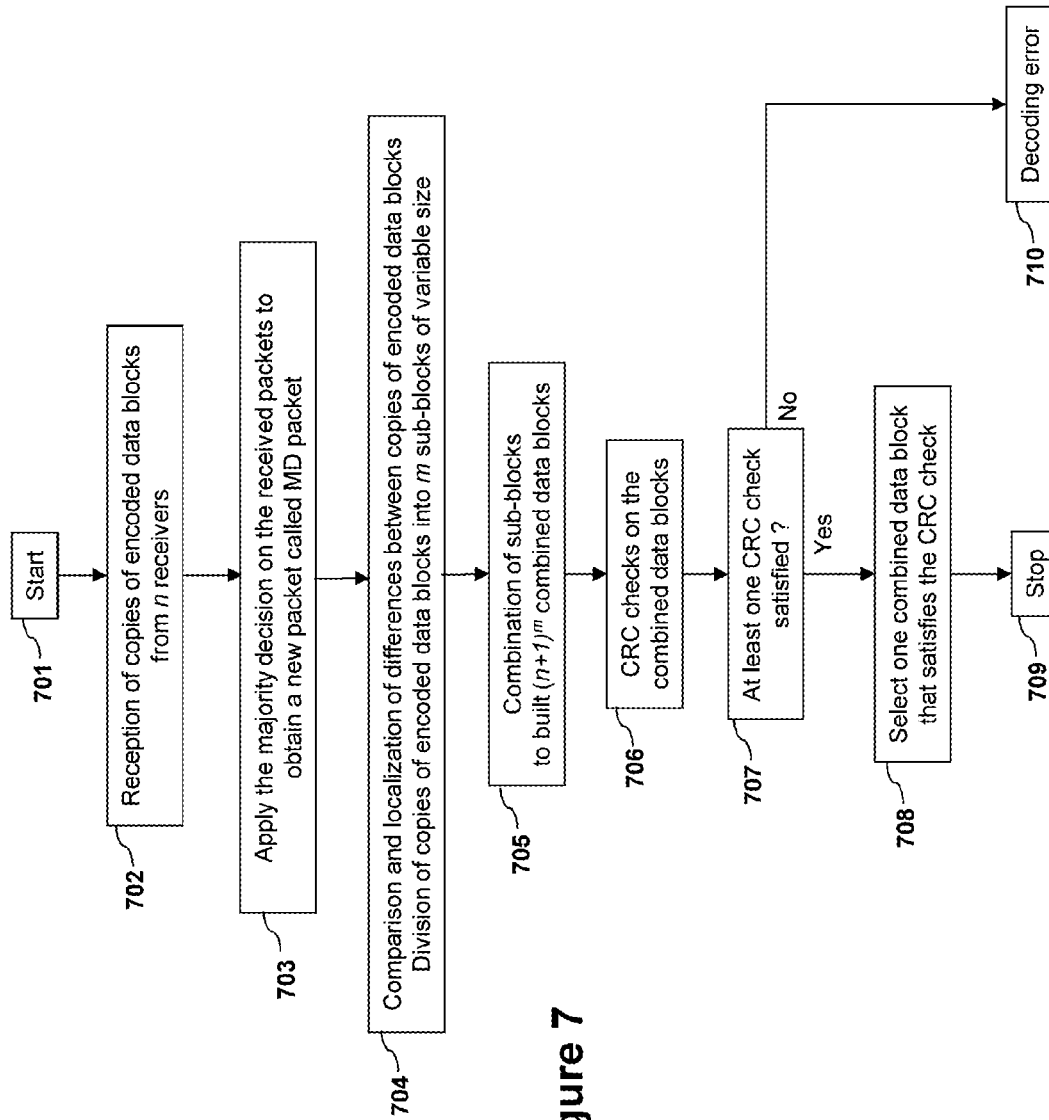 701
Start
702
Reception of copies of encoded data blocks
from n receivers
703
Apply the majority decision on the received packets to
obtain a new packet called MD packet
704
Comparison and localization of differences between copies of encoded data blocks
Division of copies of encoded data blocks into m sub-blocks of variable size
705
Combination of sub-blocks
to built (n+1)^m combined data blocks
706
CRC checks on the
combined data blocks
707
At least one CRC check
satisfied ?
No
Yes
708
Select one combined data block
that satisfies the CRC check
709
Stop
710
Decoding error
gure 7